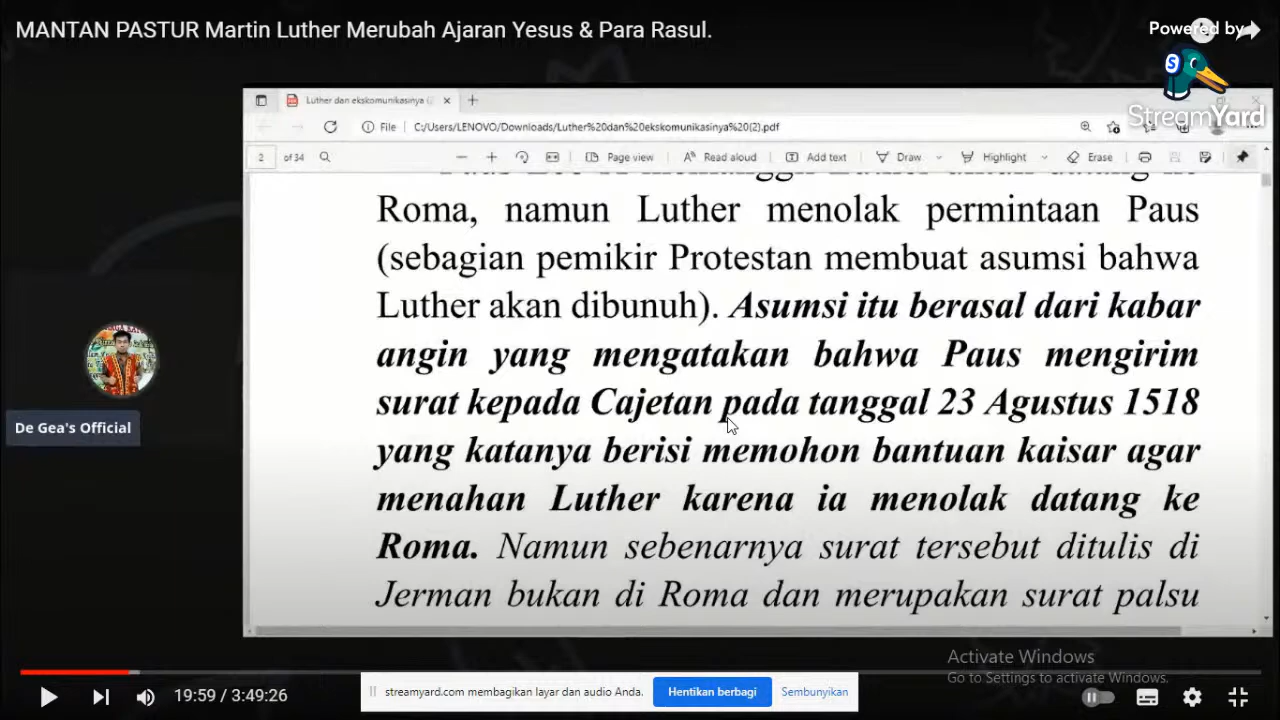 MANTAN PASTUR Martin Luther Merubah Ajaran Yesus & Para Rasul.
Powered by
StreamYard
Luther dan ekskomunikasinya
File C:/Users/LENOVO/Downloads/Luther%20dan%20ekskomunikasinya%20(2).pdf
2 of 34 Page view Read aloud Add text Draw Highlight Erase
Roma, namun Luther menolak permintaan Paus
(sebagian pemikir Protestan membuat asumsi bahwa
Luther akan dibunuh). Asumsi itu berasal dari kabar
angin yang mengatakan bahwa Paus mengirim
surat kepada Cajetan pada tanggal 23 Agustus 1518
yang katanya berisi memohon bantuan kaisar agar
menahan Luther karena ia menolak datang ke
Roma. Namun sebenarnya surat tersebut ditulis di
Jerman bukan di Roma dan merupakan surat palsu
De Gea's Official
Activate Windows
Go to Settings to activate Windows.
19:59 / 3:49:26
streamyard.com membagikan layar dan audio Anda. Hentikan berbagi Sembunyikan